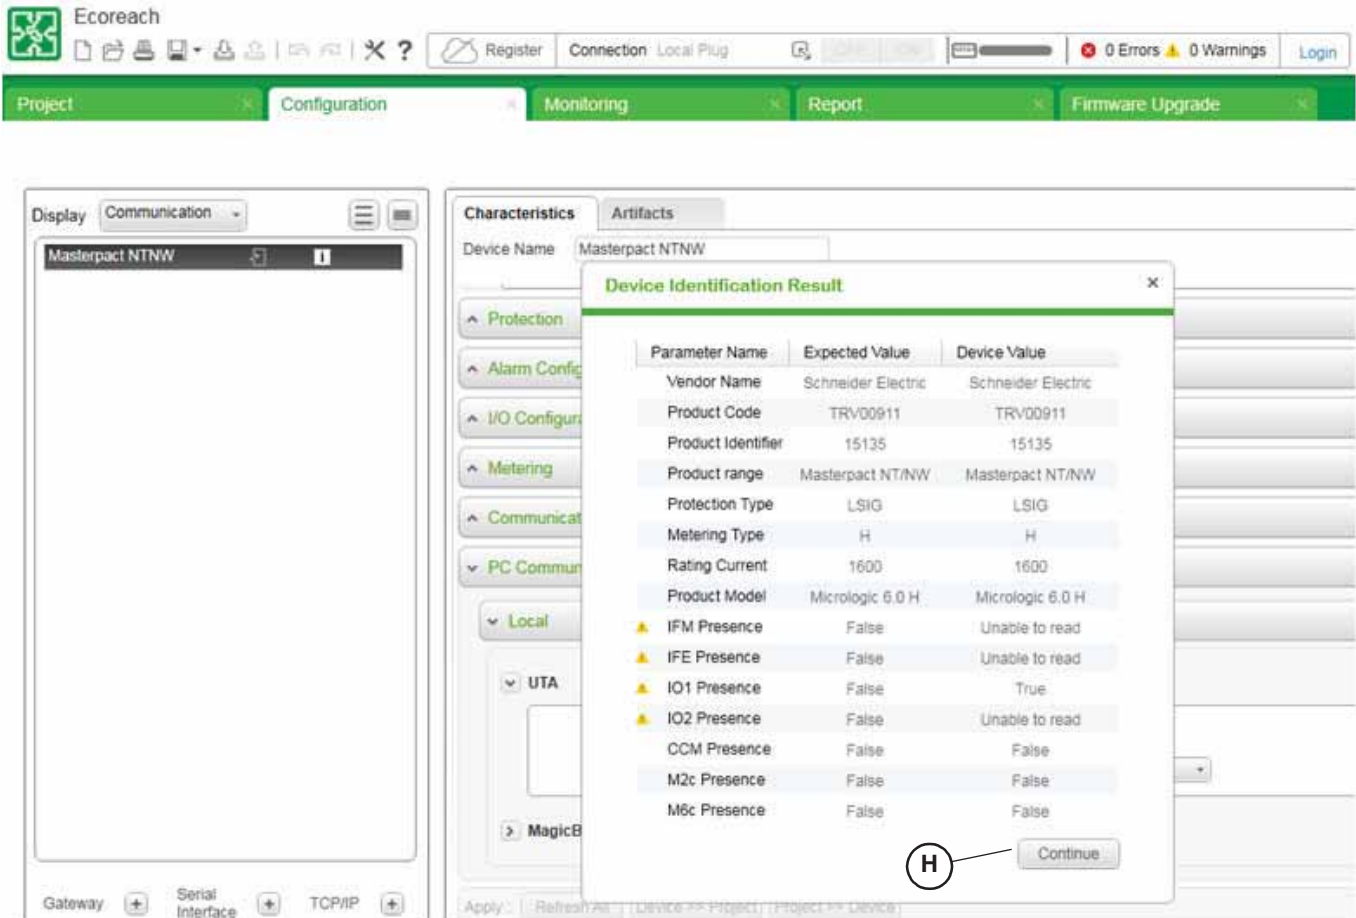 Ecoreach
Register Connection Local Plug OFF ON 0 Errors 0 Warnings Login
Project Configuration Monitoring Report Firmware Upgrade
Display Communication
Masterpact NTNW
Characteristics Artifacts
Device Name Masterpact NTNW
Device Identification Result
Protection
Alarm Config
I/O Configura
Metering
Communicat
PC Commun
Local
UTA
MagicB
Parameter Name Expected Value Device Value
Vendor Name Schneider Electric Schneider Electric
Product Code TRV00911 TRV00911
Product Identifier 15135 15135
Product range Masterpact NT/NW Masterpact NT/NW
Protection Type LSIG LSIG
Metering Type H H
Rating Current 1600 1600
Product Model Micrologic 6.0 H Micrologic 6.0 H
IFM Presence False Unable to read
IFE Presence False Unable to read
IO1 Presence False True
IO2 Presence False Unable to read
CCM Presence False False
M2c Presence False False
M6c Presence False False
H
Continue
Gateway Serial Interface TCP/IP
Apply : Refresh All Device >> Project Project >> Device